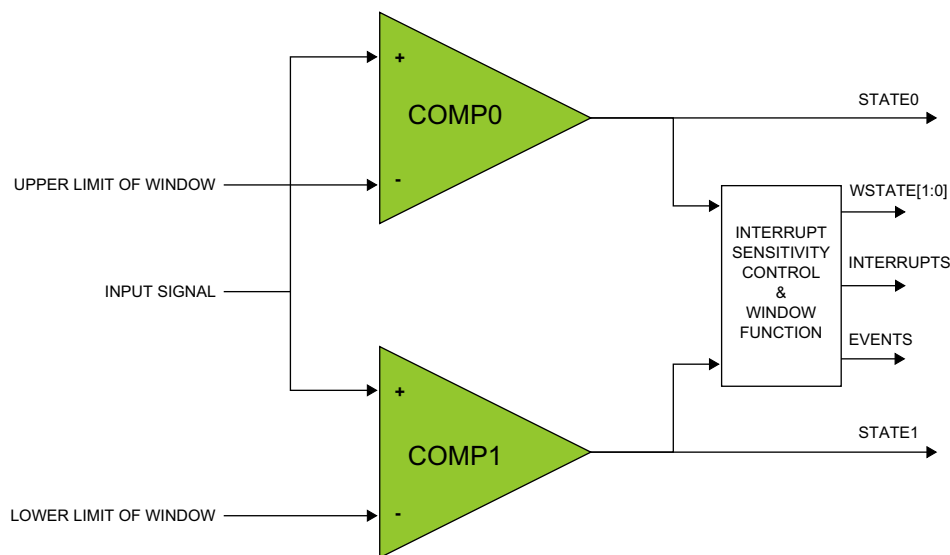 +
COMP0
-
STATE0
UPPER LIMIT OF WINDOW
WSTATE[1:0]
INTERRUPT
SENSITIVITY
CONTROL
&
WINDOW
FUNCTION
INTERRUPTS
INPUT SIGNAL
EVENTS
+
COMP1
-
STATE1
LOWER LIMIT OF WINDOW